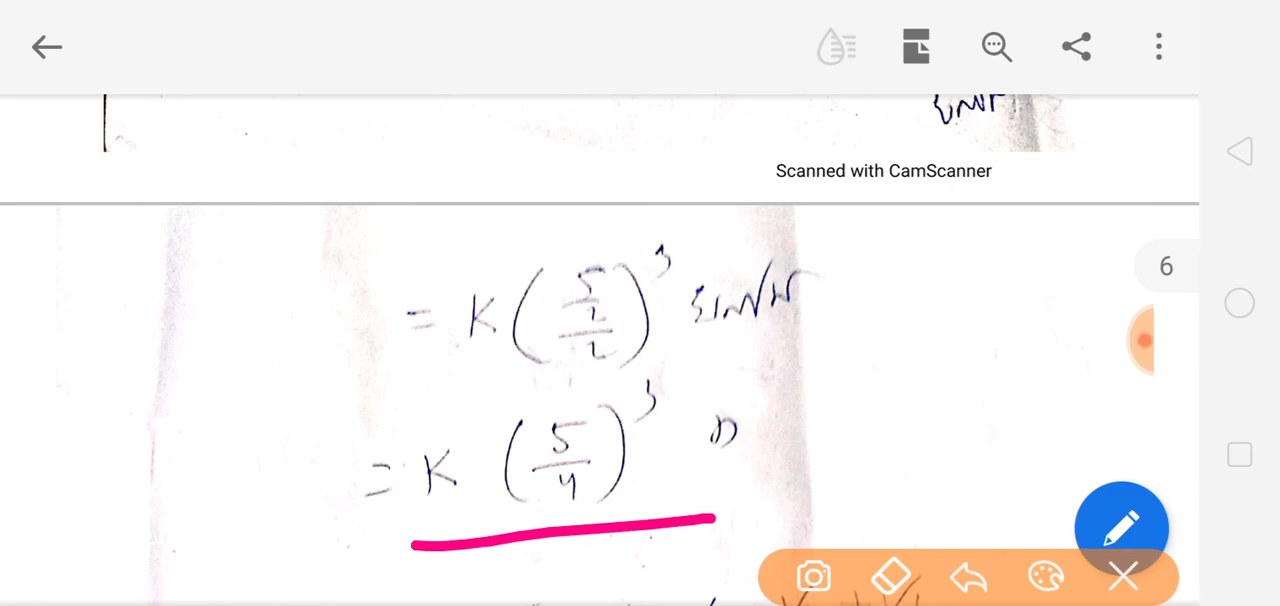 Scanned with CamScanner
6
= K (5/2/2)³
= K (5/4)³ "